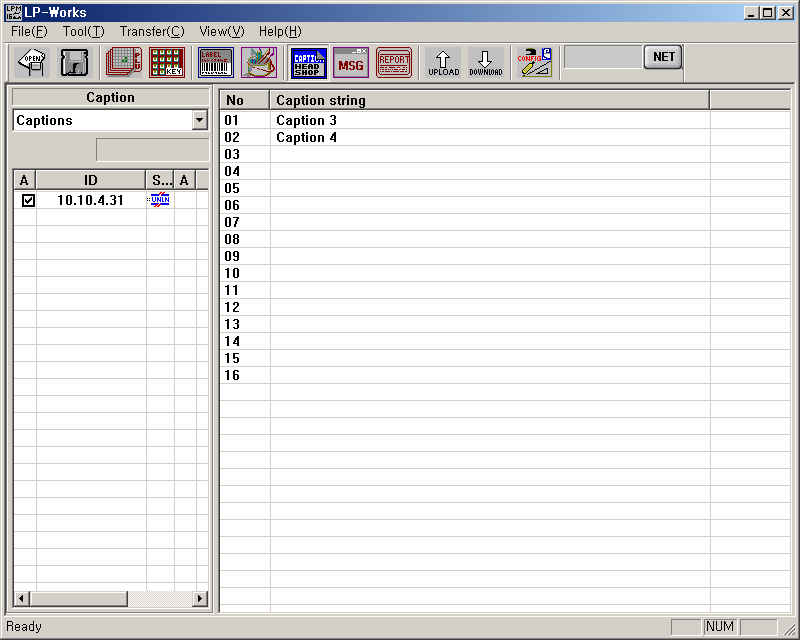 LP-Works
File(F) Tool(T) Transfer(C) View(V) Help(H)
OPEN KEY LABEL CAPTI... HEAD SHOP MSG REPORT UPLOAD DOWNLOAD CONFIG NET
Caption
Captions
A ID S... A
10.10.4.31 UNLN
No Caption string
01 Caption 3
02 Caption 4
03
04
05
06
07
08
09
10
11
12
13
14
15
16
Ready NUM